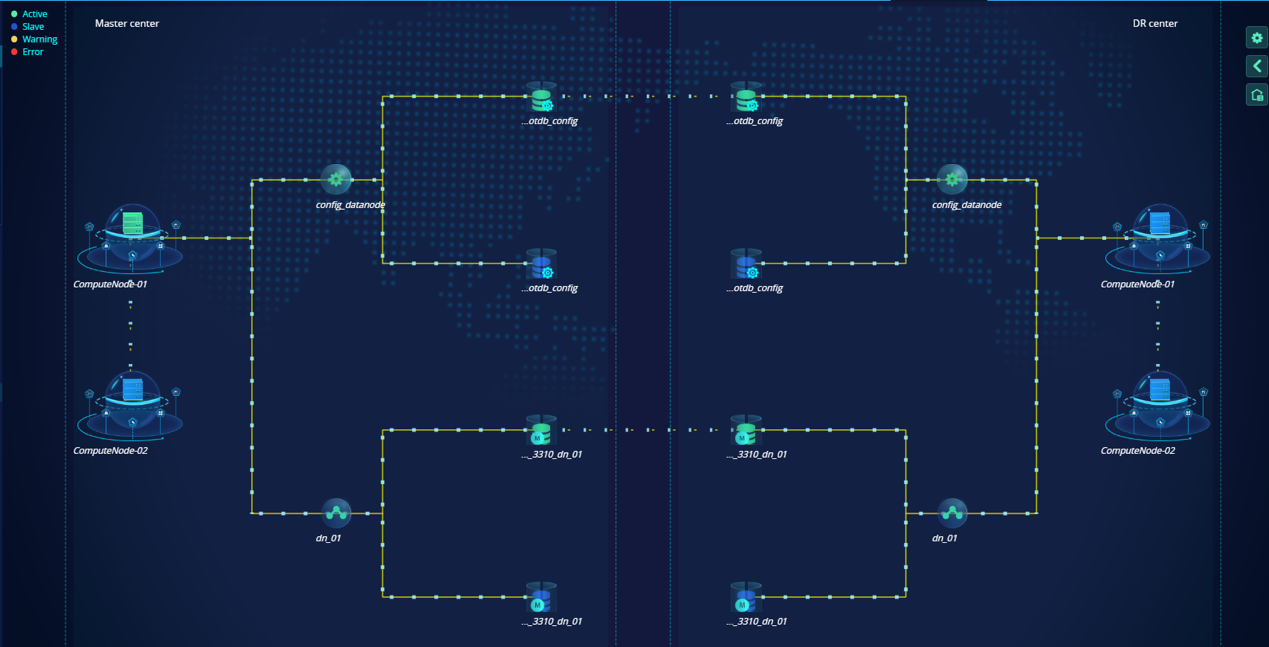 Active
Slave
Warning
Error
Master center
DR center
...otdb_config
...otdb_config
config_datanode
config_datanode
ComputeNode-01
ComputeNode-01
...otdb_config
...otdb_config
ComputeNode-02
ComputeNode-02
..._3310_dn_01
..._3310_dn_01
M
M
dn_01
dn_01
M
M
..._3310_dn_01
..._3310_dn_01